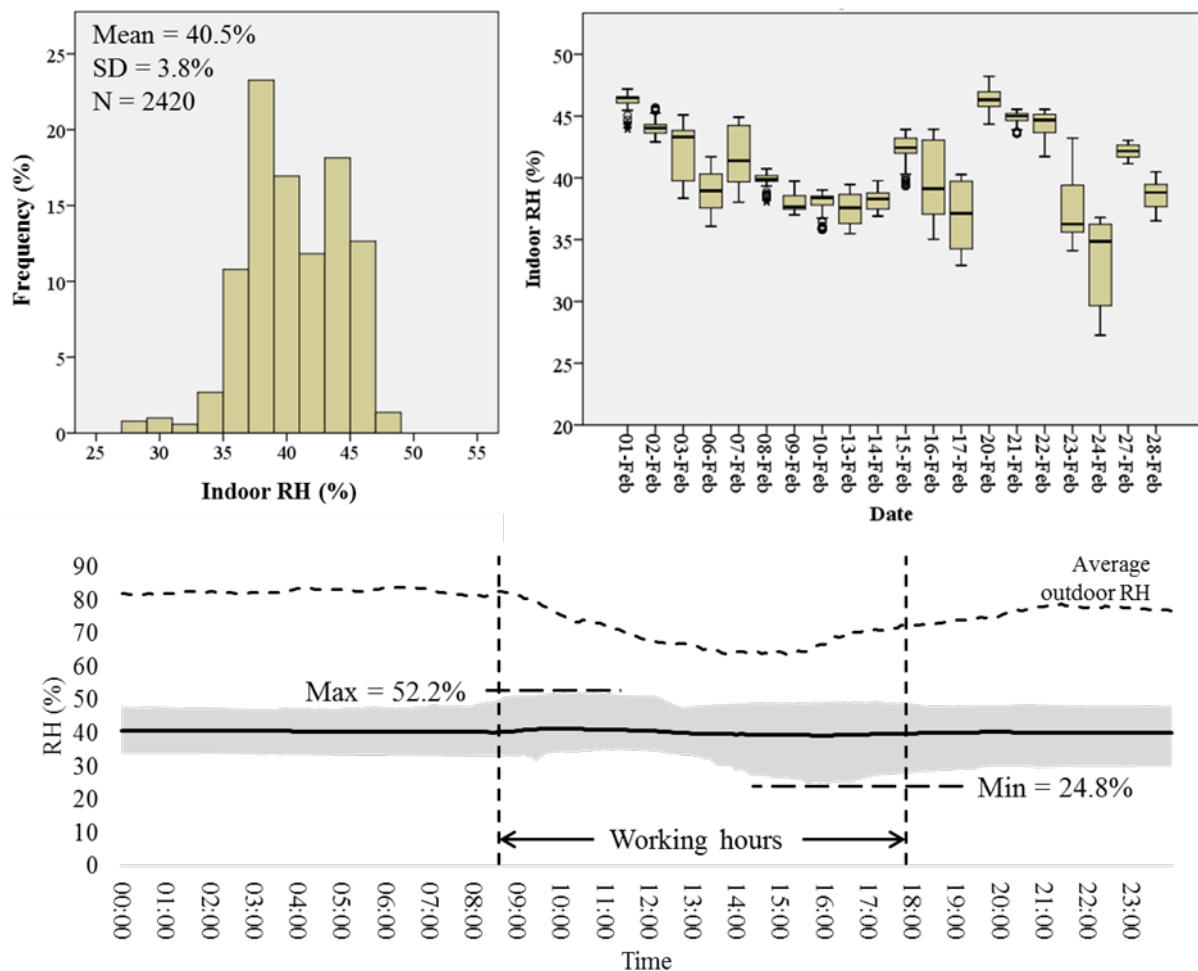 Mean = 40.5%
SD = 3.8%
N = 2420
Frequency (%)
25
20
15
10
5
0
25 30 35 40 45 50 55
Indoor RH (%)
Indoor RH (%)
50
45
40
35
30
25
20
01-Feb
02-Feb
03-Feb
06-Feb
07-Feb
08-Feb
09-Feb
10-Feb
13-Feb
14-Feb
15-Feb
16-Feb
17-Feb
20-Feb
21-Feb
22-Feb
23-Feb
24-Feb
27-Feb
28-Feb
Date
RH (%)
90
80
70
60
50
40
30
20
10
0
Average
outdoor RH
Max = 52.2%
Min = 24.8%
Working hours
00:00
01:00
02:00
03:00
04:00
05:00
06:00
07:00
08:00
09:00
10:00
11:00
12:00
13:00
14:00
15:00
16:00
17:00
18:00
19:00
20:00
21:00
22:00
23:00
Time